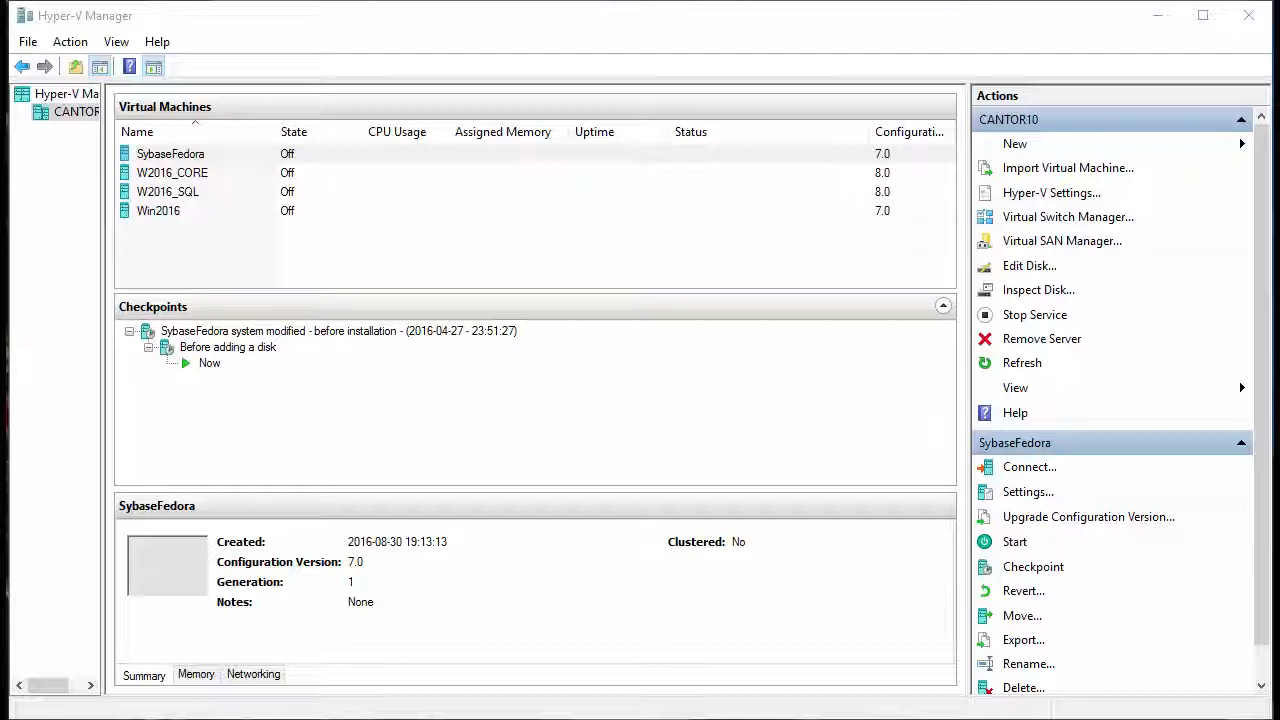 Hyper-V Manager
File Action View Help
Hyper-V Ma
CANTOR
Virtual Machines
Name State CPU Usage Assigned Memory Uptime Status Configurati...
SybaseFedora Off 7.0
W2016_CORE Off 8.0
W2016_SQL Off 8.0
Win2016 Off 7.0
Checkpoints
SybaseFedora system modified - before installation - (2016-04-27 - 23:51:27)
Before adding a disk
Now
SybaseFedora
Created: 2016-08-30 19:13:13 Clustered: No
Configuration Version: 7.0
Generation: 1
Notes: None
Summary Memory Networking
Actions
CANTOR10
New
Import Virtual Machine...
Hyper-V Settings...
Virtual Switch Manager...
Virtual SAN Manager...
Edit Disk...
Inspect Disk...
Stop Service
Remove Server
Refresh
View
Help
SybaseFedora
Connect...
Settings...
Upgrade Configuration Version...
Start
Checkpoint
Revert...
Move...
Export...
Rename...
Delete...